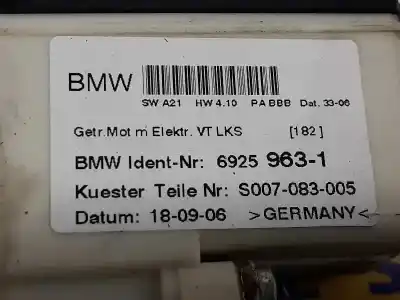 BMW
SW A21 HW 4.10 PA BBB Dat. 33-06
Getr.Mot m Elektr. VT LKS [182]
BMW Ident-Nr: 6925 963-1
Kuester Teile Nr: S007-083-005
Datum: 18-09-06 >GERMANY<